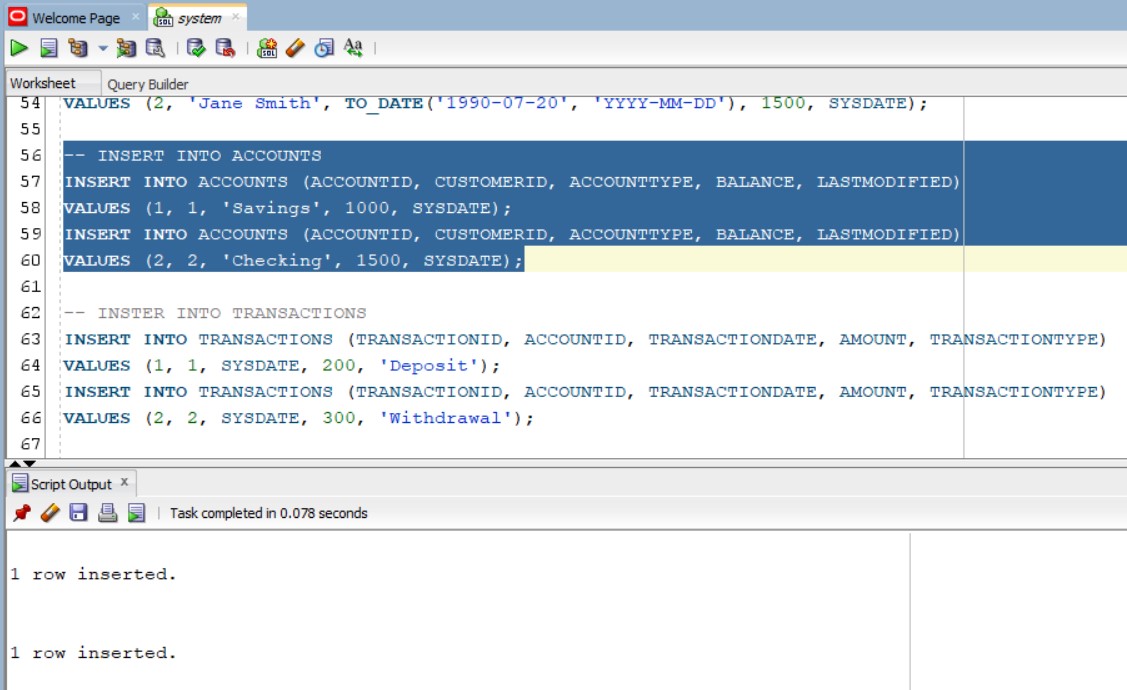 Welcome Page
system
Worksheet
Query Builder
54 VALUES (2, 'Jane Smith', TO_DATE('1990-07-20', 'YYYY-MM-DD'), 1500, SYSDATE);
55
56 -- INSERT INTO ACCOUNTS
57 INSERT INTO ACCOUNTS (ACCOUNTID, CUSTOMERID, ACCOUNTTYPE, BALANCE, LASTMODIFIED)
58 VALUES (1, 1, 'Savings', 1000, SYSDATE);
59 INSERT INTO ACCOUNTS (ACCOUNTID, CUSTOMERID, ACCOUNTTYPE, BALANCE, LASTMODIFIED)
60 VALUES (2, 2, 'Checking', 1500, SYSDATE);
61
62 -- INSTER INTO TRANSACTIONS
63 INSERT INTO TRANSACTIONS (TRANSACTIONID, ACCOUNTID, TRANSACTIONDATE, AMOUNT, TRANSACTIONTYPE)
64 VALUES (1, 1, SYSDATE, 200, 'Deposit');
65 INSERT INTO TRANSACTIONS (TRANSACTIONID, ACCOUNTID, TRANSACTIONDATE, AMOUNT, TRANSACTIONTYPE)
66 VALUES (2, 2, SYSDATE, 300, 'Withdrawal');
67
Script Output
Task completed in 0.078 seconds
1 row inserted.
1 row inserted.